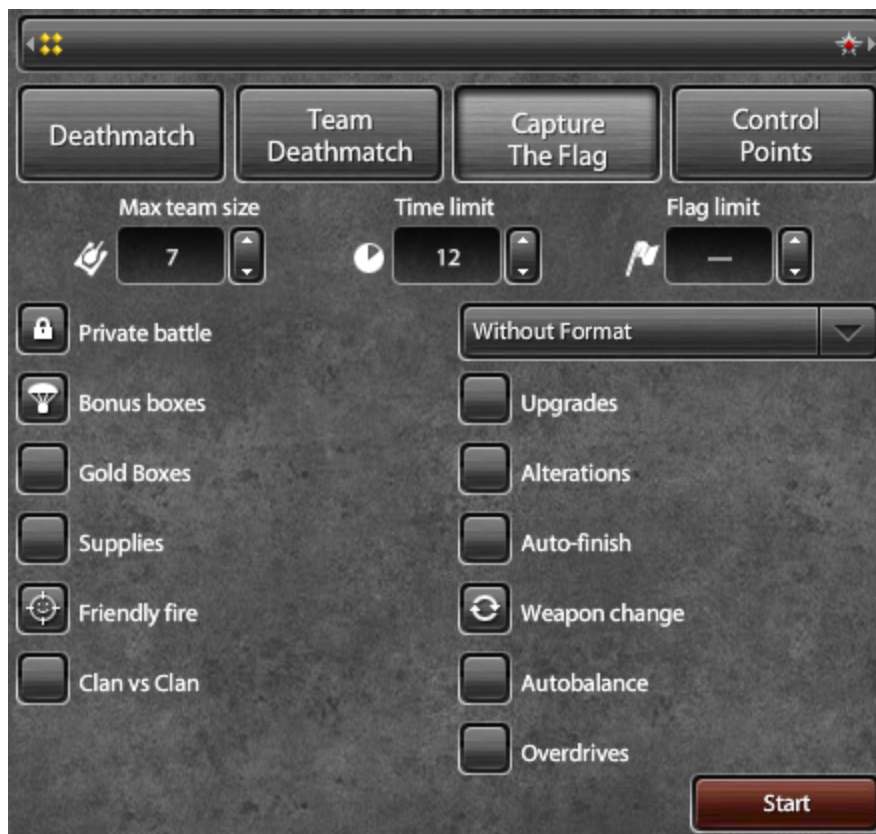 Deathmatch
Team
Deathmatch
Capture
The Flag
Control
Points
Max team size
Time limit
Flag limit
7
12
—
Private battle
Without Format
Bonus boxes
Upgrades
Gold Boxes
Alterations
Supplies
Auto-finish
Friendly fire
Weapon change
Clan vs Clan
Autobalance
Overdrives
Start